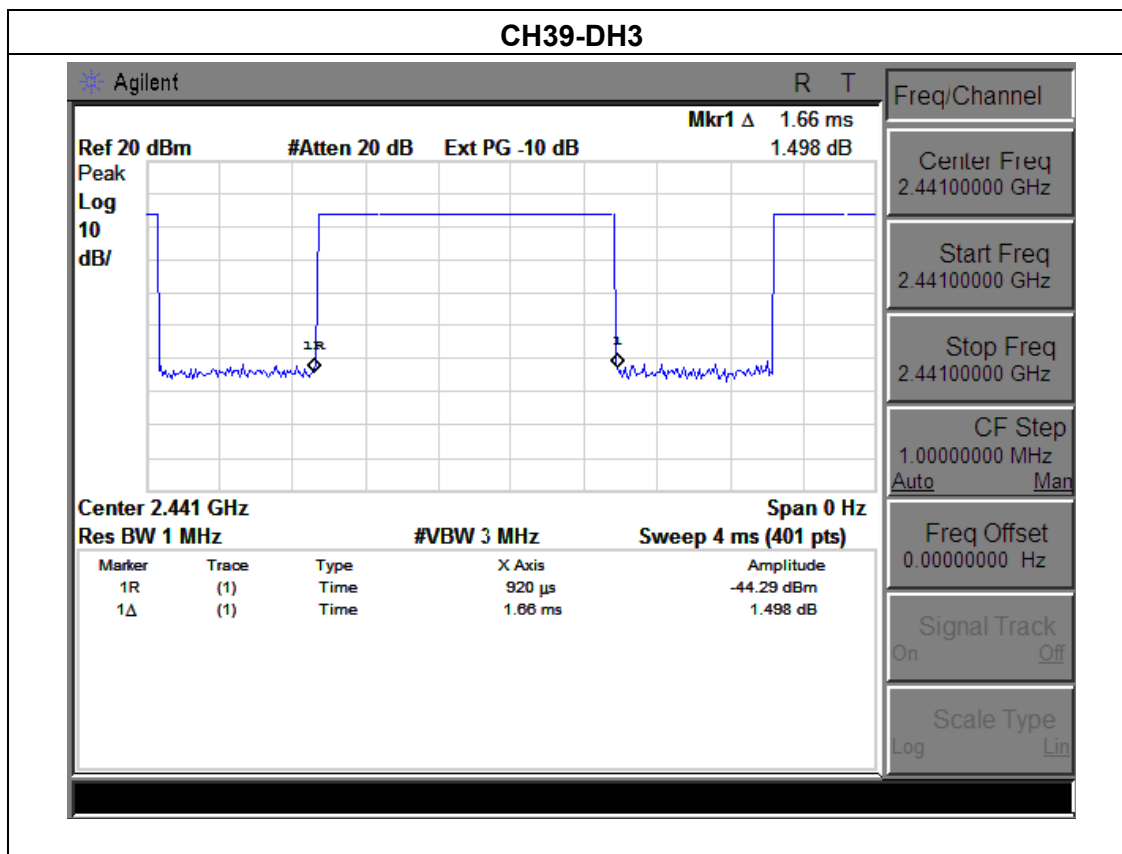 CH39-DH3
Agilent R T
Mkr1 Δ 1.66 ms
Ref 20 dBm #Atten 20 dB Ext PG -10 dB 1.498 dB
Peak
Log
10
dB/
1R
1
Center 2.441 GHz Span 0 Hz
Res BW 1 MHz #VBW 3 MHz Sweep 4 ms (401 pts)
Marker Trace Type X Axis Amplitude
1R (1) Time 920 µs -44.29 dBm
1Δ (1) Time 1.66 ms 1.498 dB
Freq/Channel
Center Freq
2.44100000 GHz
Start Freq
2.44100000 GHz
Stop Freq
2.44100000 GHz
CF Step
1.00000000 MHz
Auto Man
Freq Offset
0.00000000 Hz
Signal Track
On Off
Scale Type
Log Lin